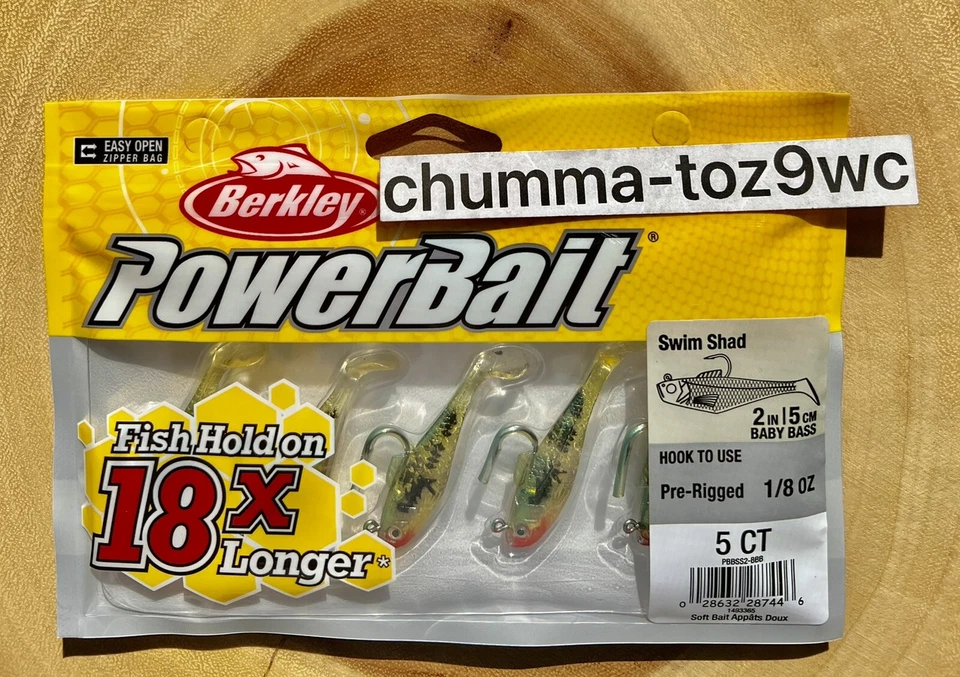 EASY OPEN
ZIPPER BAG
chumma-toz9wc
Berkley®
PowerBait®
Swim Shad
2 IN | 5 CM
BABY BASS
Fish Hold on
18x
Longer*
HOOK TO USE
Pre-Rigged 1/8 OZ
5 CT
PBBSS2-BBB
0 28632 28744 6
1493365
Soft Bait Appâts Doux